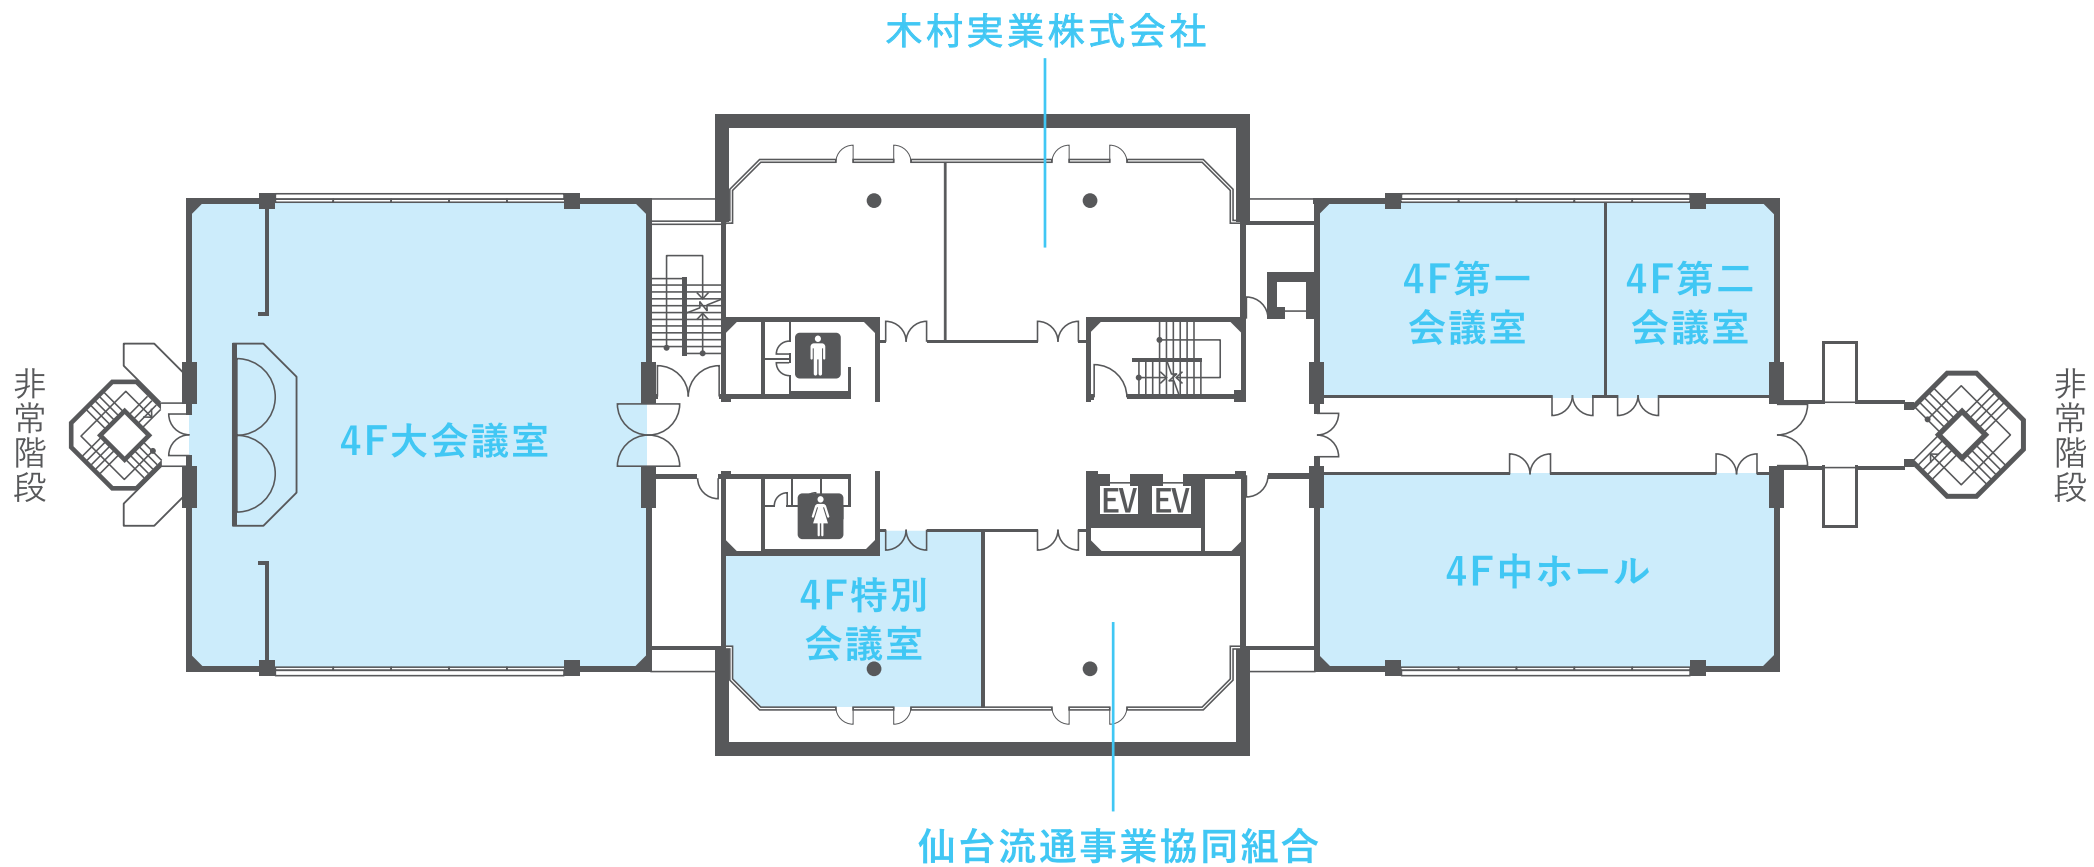 木村実業株式会社
4F第一
会議室
4F第二
会議室
非常階段
4F大会議室
非常階段
EV
EV
4F特別
会議室
4F中ホール
仙台流通事業協同組合